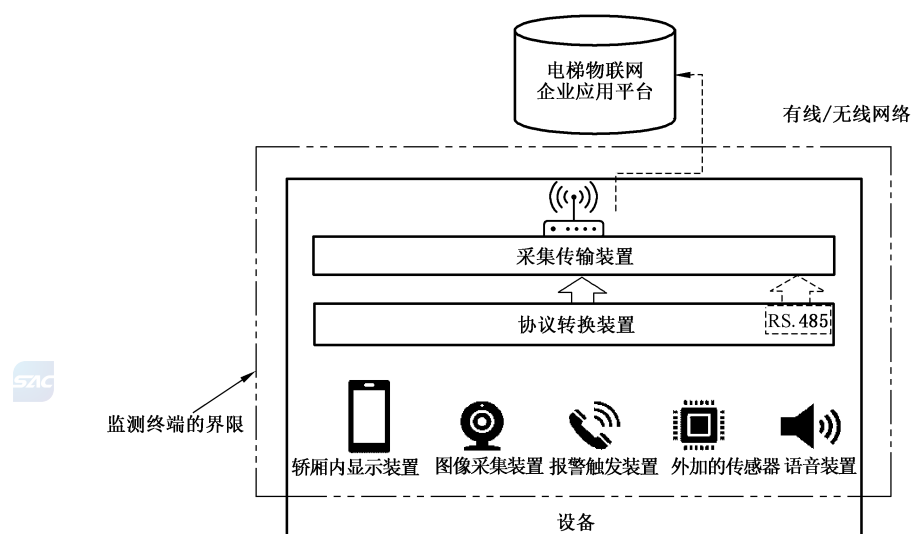 电梯物联网
企业应用平台
有线/无线网络
采集传输装置
协议转换装置
RS.485
SAC
监测终端的界限
轿厢内显示装置
图像采集装置
报警触发装置
外加的传感器
语音装置
设备